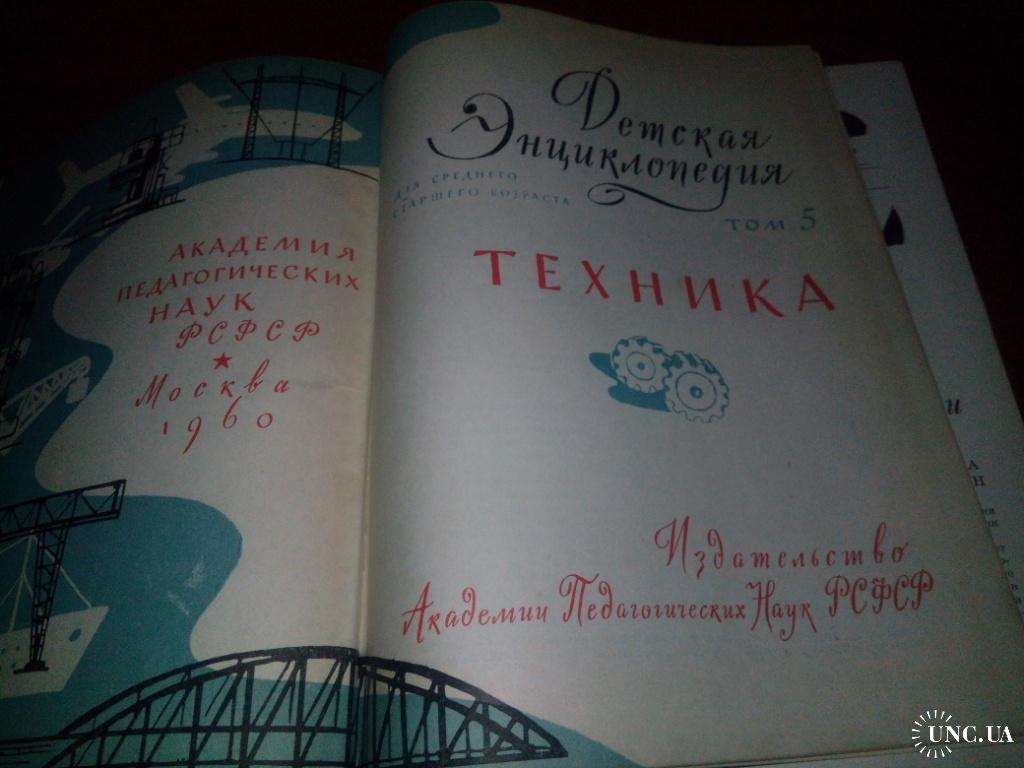 АКАДЕМИЯ
ПЕДАГОГИЧЕСКИХ
НАУК
РСФСР
Москва
1960
Детская
Энциклопедия
ДЛЯ СРЕДНЕГО
СТАРШЕГО ВОЗРАСТА
ТОМ 5
ТЕХНИКА
Издательство
Академии Педагогических Наук РСФСР
UNC.UA